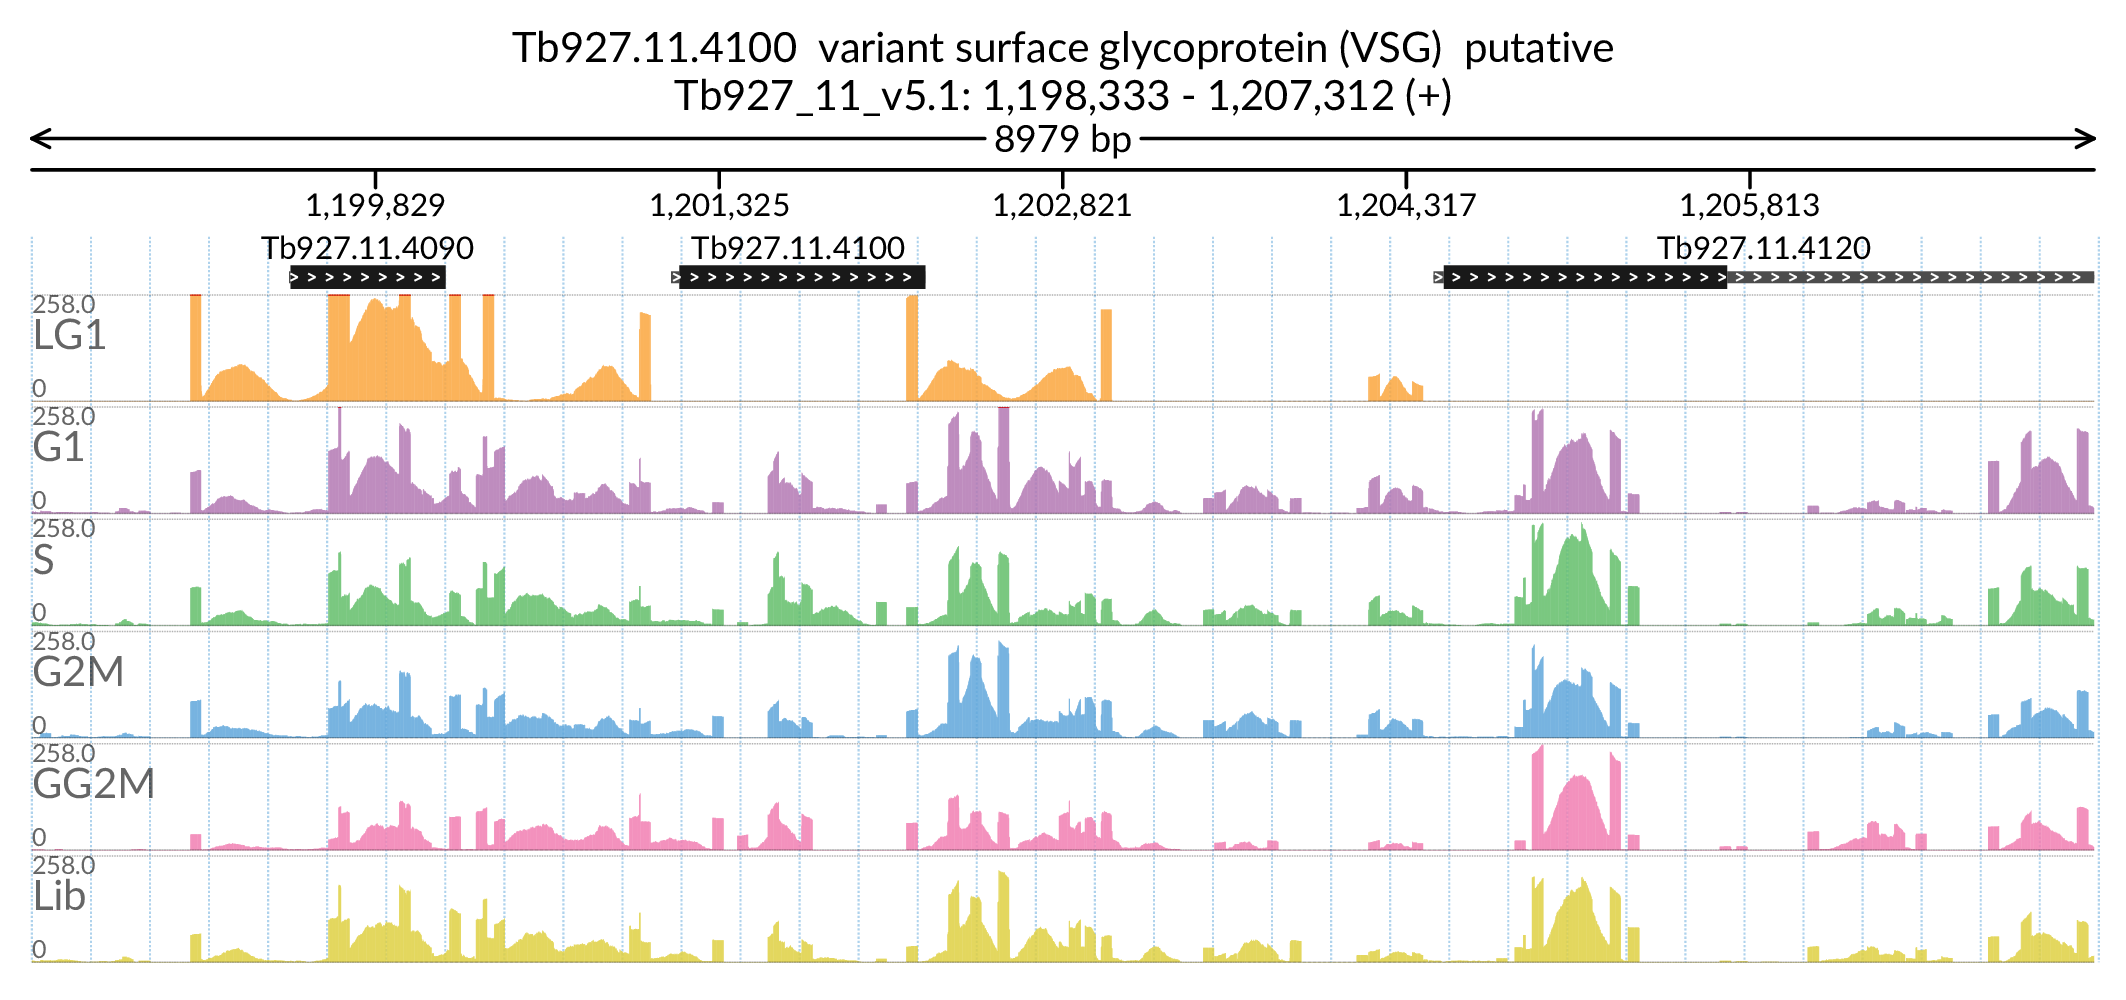 Tb927.11.4100 variant surface glycoprotein (VSG) putative
Tb927_11_v5.1: 1,198,333 - 1,207,312 (+)
8979 bp
1,199,829 1,201,325 1,202,821 1,204,317 1,205,813
Tb927.11.4090 Tb927.11.4100 Tb927.11.4120
258.0
LG1
0
258.0
G1
0
258.0
S
0
258.0
G2M
0
258.0
GG2M
0
258.0
Lib
0